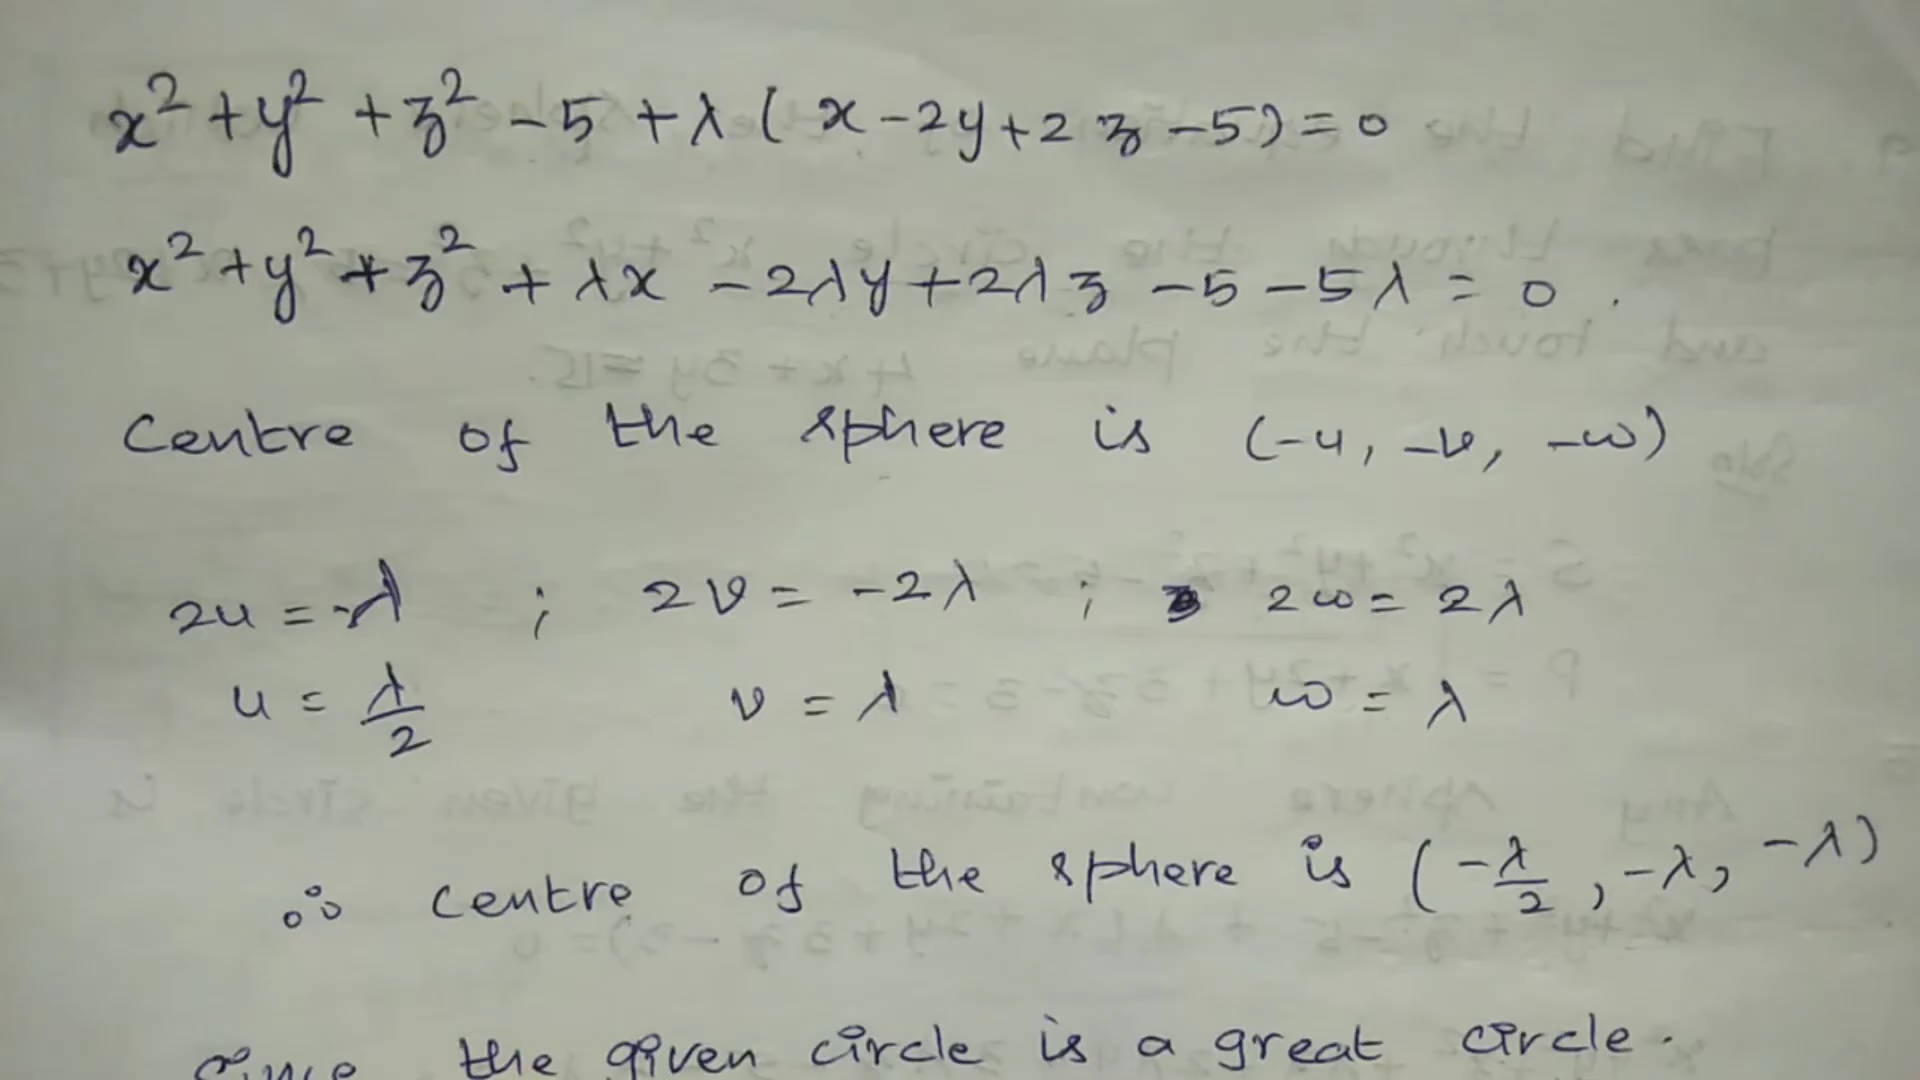 x² + y² + z² - 5 + λ ( x - 2y + 2z - 5) = 0
x² + y² + z² + λx - 2λy + 2λz - 5 - 5λ = 0 .
Centre of the sphere is (-u, -v, -w)
2u = -λ ; 2v = -2λ ; 2w = 2λ
u = λ/2 v = λ w = λ
∴ centre of the sphere is (-λ/2, -λ, -λ)
Since the given circle is a great circle.